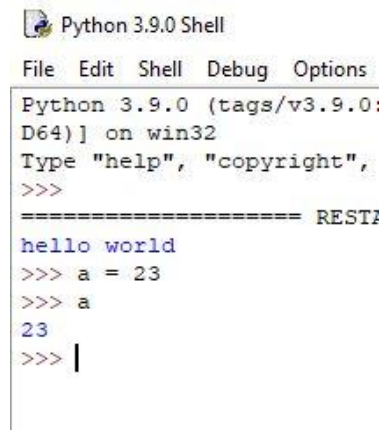 Python 3.9.0 Shell
File Edit Shell Debug Options
Python 3.9.0 (tags/v3.9.0:
D64)] on win32
Type "help", "copyright",
>>>
==================== RESTA
hello world
>>> a = 23
>>> a
23
>>>